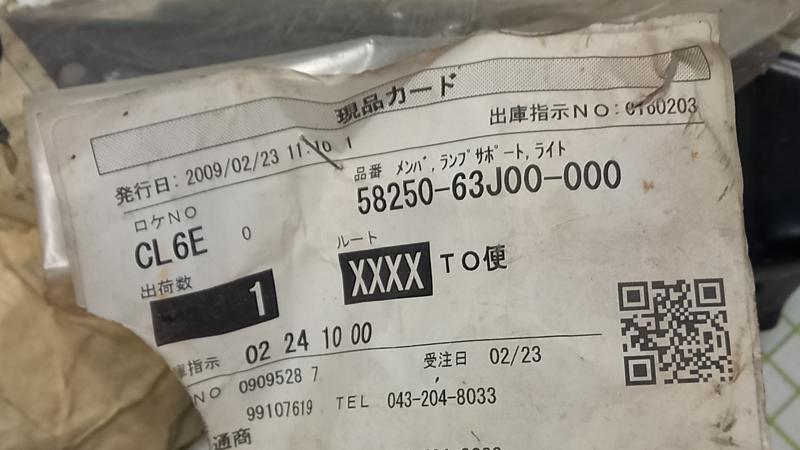 現品カード
出庫指示NO: C160203
発行日: 2009/02/23 11:10 1
品番 メンバ,ランプサポート,ライト
58250-63J00-000
ロケNO
CL6E 0
ルート
XXXX TO便
出荷数
1
庫指示 02 24 10 00
受注日 02/23
NO 0909528 7
99107619 TEL 043-204-8033
通商